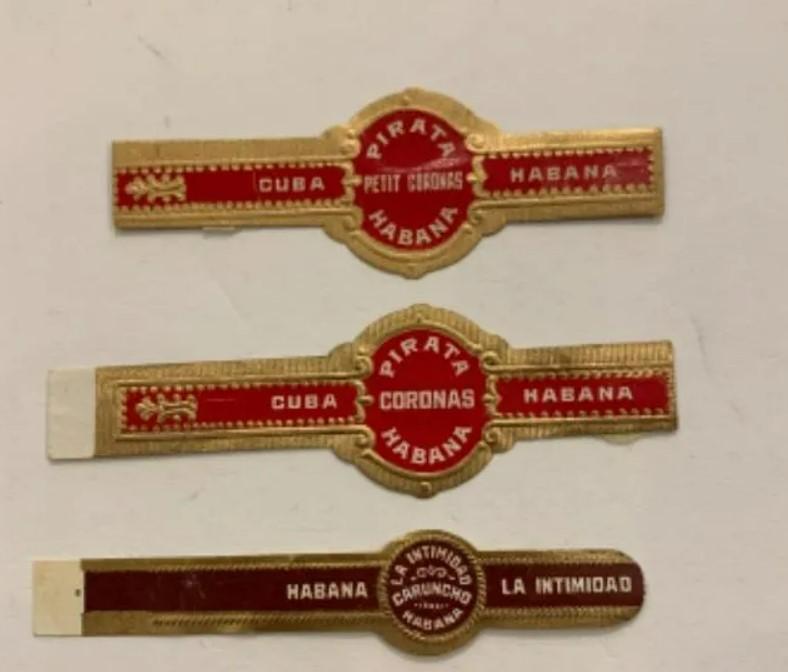 PIRATA
CUBA PETIT CORONAS HABANA
HABANA
PIRATA
CUBA CORONAS HABANA
HABANA
LA INTIMIDAD
HABANA CARUNCHO LA INTIMIDAD
HABANA